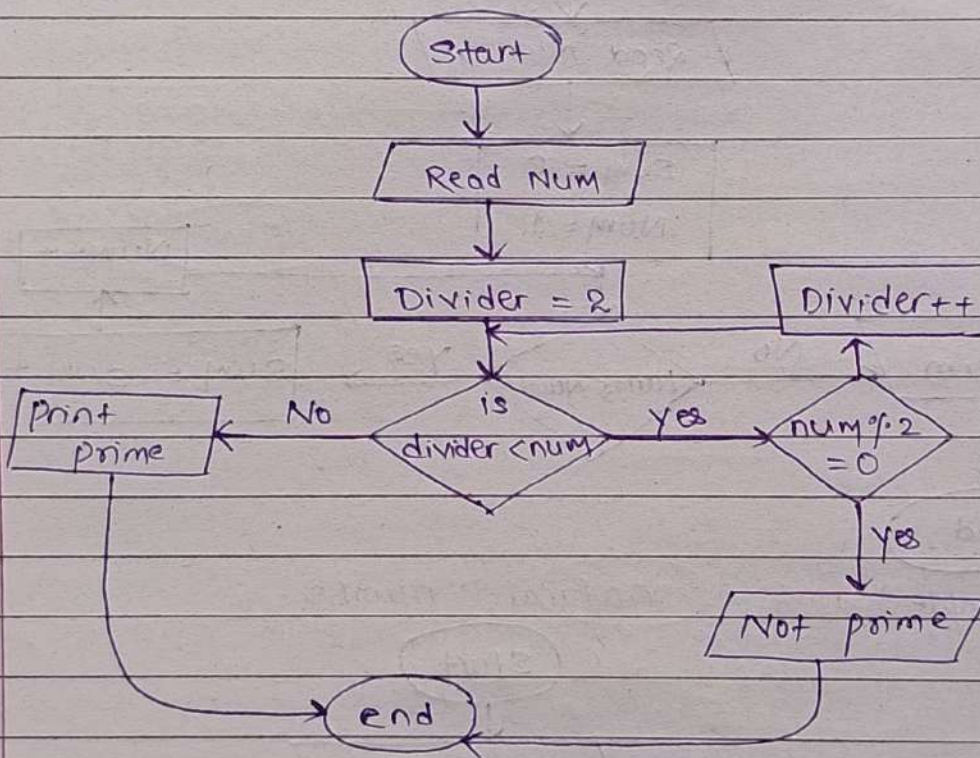 Start
Read Num
Divider = 2
Divider++
is
divider < num
Yes
num % 2
= 0
No
Print
prime
yes
Not prime
end